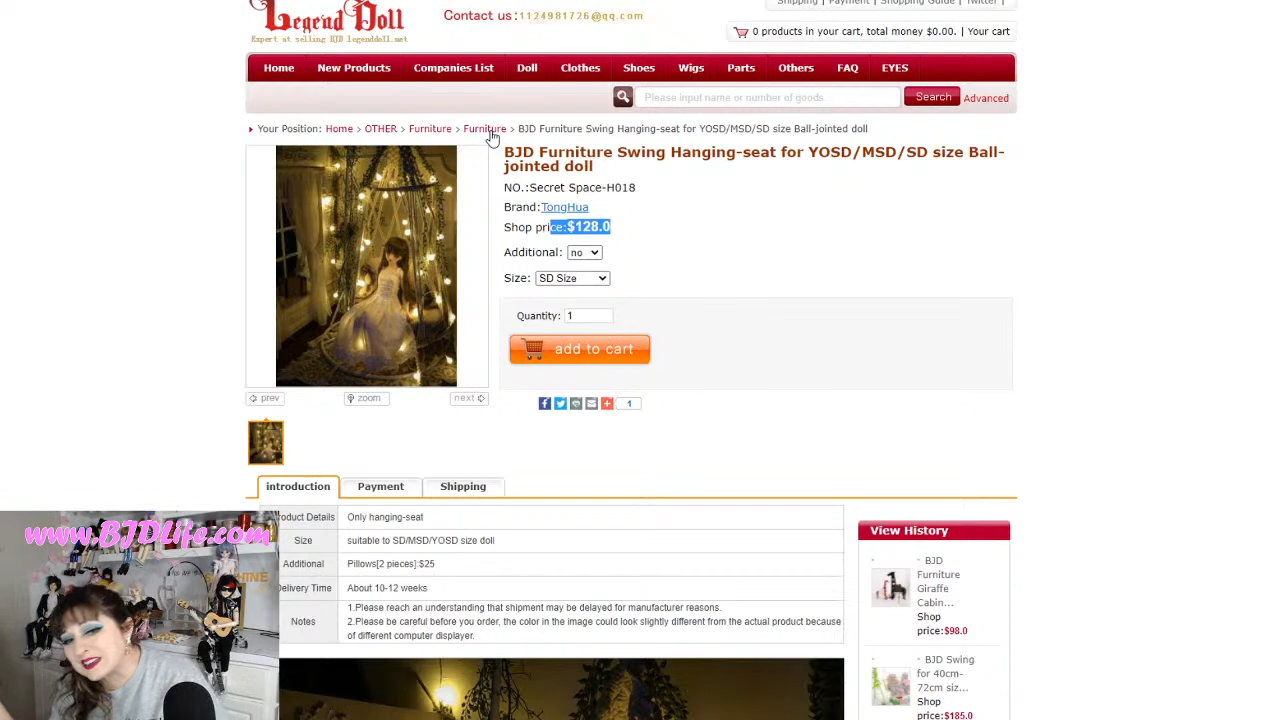 Legend Doll
Expert at selling BJD legenddoll.net
Contact us:1124981726@qq.com
Shipping | Payment | Shopping Guide | Twitter |
0 products in your cart, total money $0.00. | Your cart
Home New Products Companies List Doll Clothes Shoes Wigs Parts Others FAQ EYES
Please input name or number of goods.
Search
Advanced
Your Position: Home > OTHER > Furniture > Furniture > BJD Furniture Swing Hanging-seat for YOSD/MSD/SD size Ball-jointed doll
BJD Furniture Swing Hanging-seat for YOSD/MSD/SD size Ball-
jointed doll
NO.:Secret Space-H018
Brand:TongHua
Shop price:$128.0
Additional: no
Size: SD Size
Quantity: 1
add to cart
prev
zoom
next
1
introduction
Payment
Shipping
roduct Details Only hanging-seat
Size suitable to SD/MSD/YOSD size doll
Additional Pillows[2 pieces]:$25
Delivery Time About 10-12 weeks
Notes
1.Please reach an understanding that shipment may be delayed for manufacturer reasons.
2.Please be careful before you order, the color in the image could look slightly different from the actual product because
of different computer displayer.
View History
BJD
Furniture
Giraffe
Cabin...
Shop
price:$98.0
BJD Swing
for 40cm-
72cm siz...
Shop
price:$185.0
www.BJDLife.com